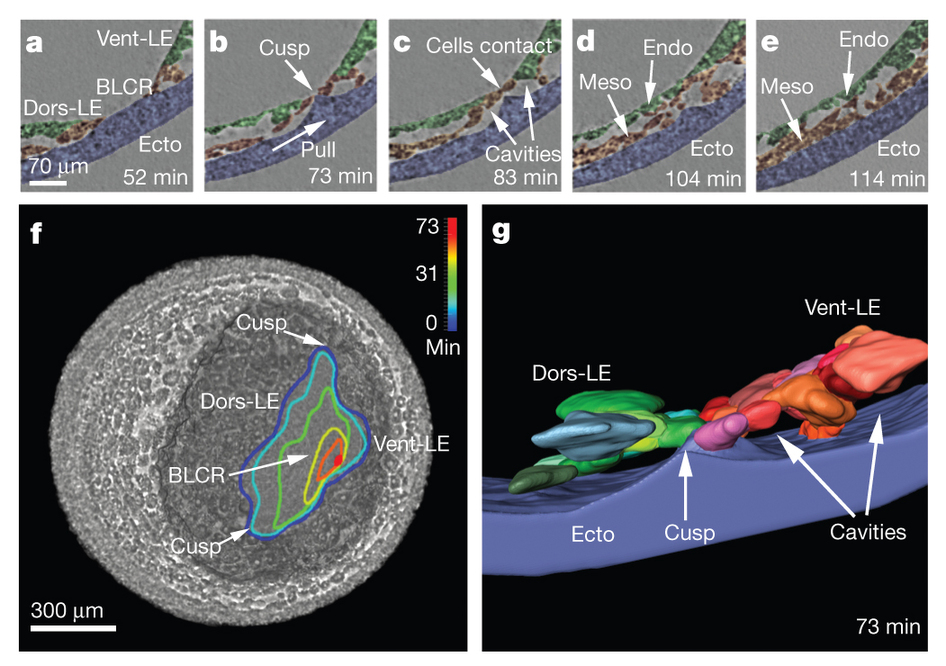 a
Vent-LE
BLCR
Dors-LE
Ecto
70 μm
52 min
b
Cusp
Pull
73 min
c
Cells contact
Cavities
83 min
d
Endo
Meso
Ecto
104 min
e
Endo
Meso
Ecto
114 min
f
73
31
0
Min
Cusp
Dors-LE
Vent-LE
BLCR
Cusp
300 μm
g
Vent-LE
Dors-LE
Ecto
Cusp
Cavities
73 min